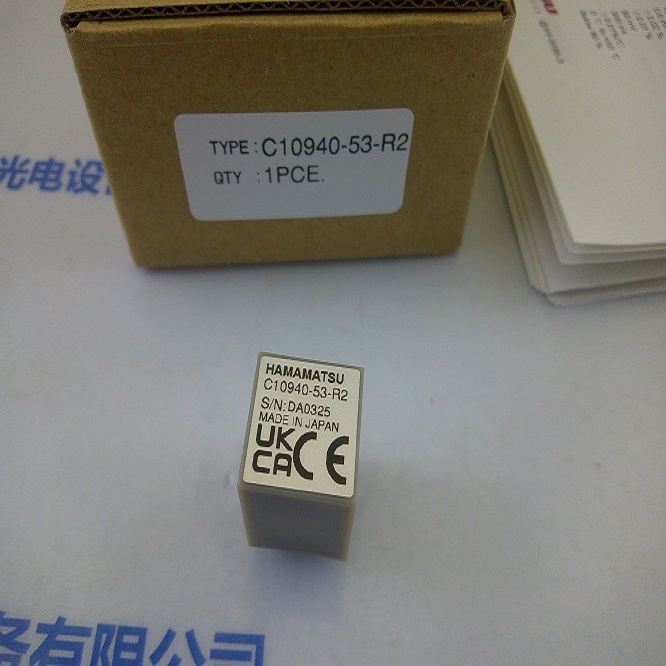 TYPE : C10940-53-R2
QTY : 1PCE.
光电设
HAMAMATSU
C10940-53-R2
S/N: DA0325
MADE IN JAPAN
UK
CA CE
务有限公司